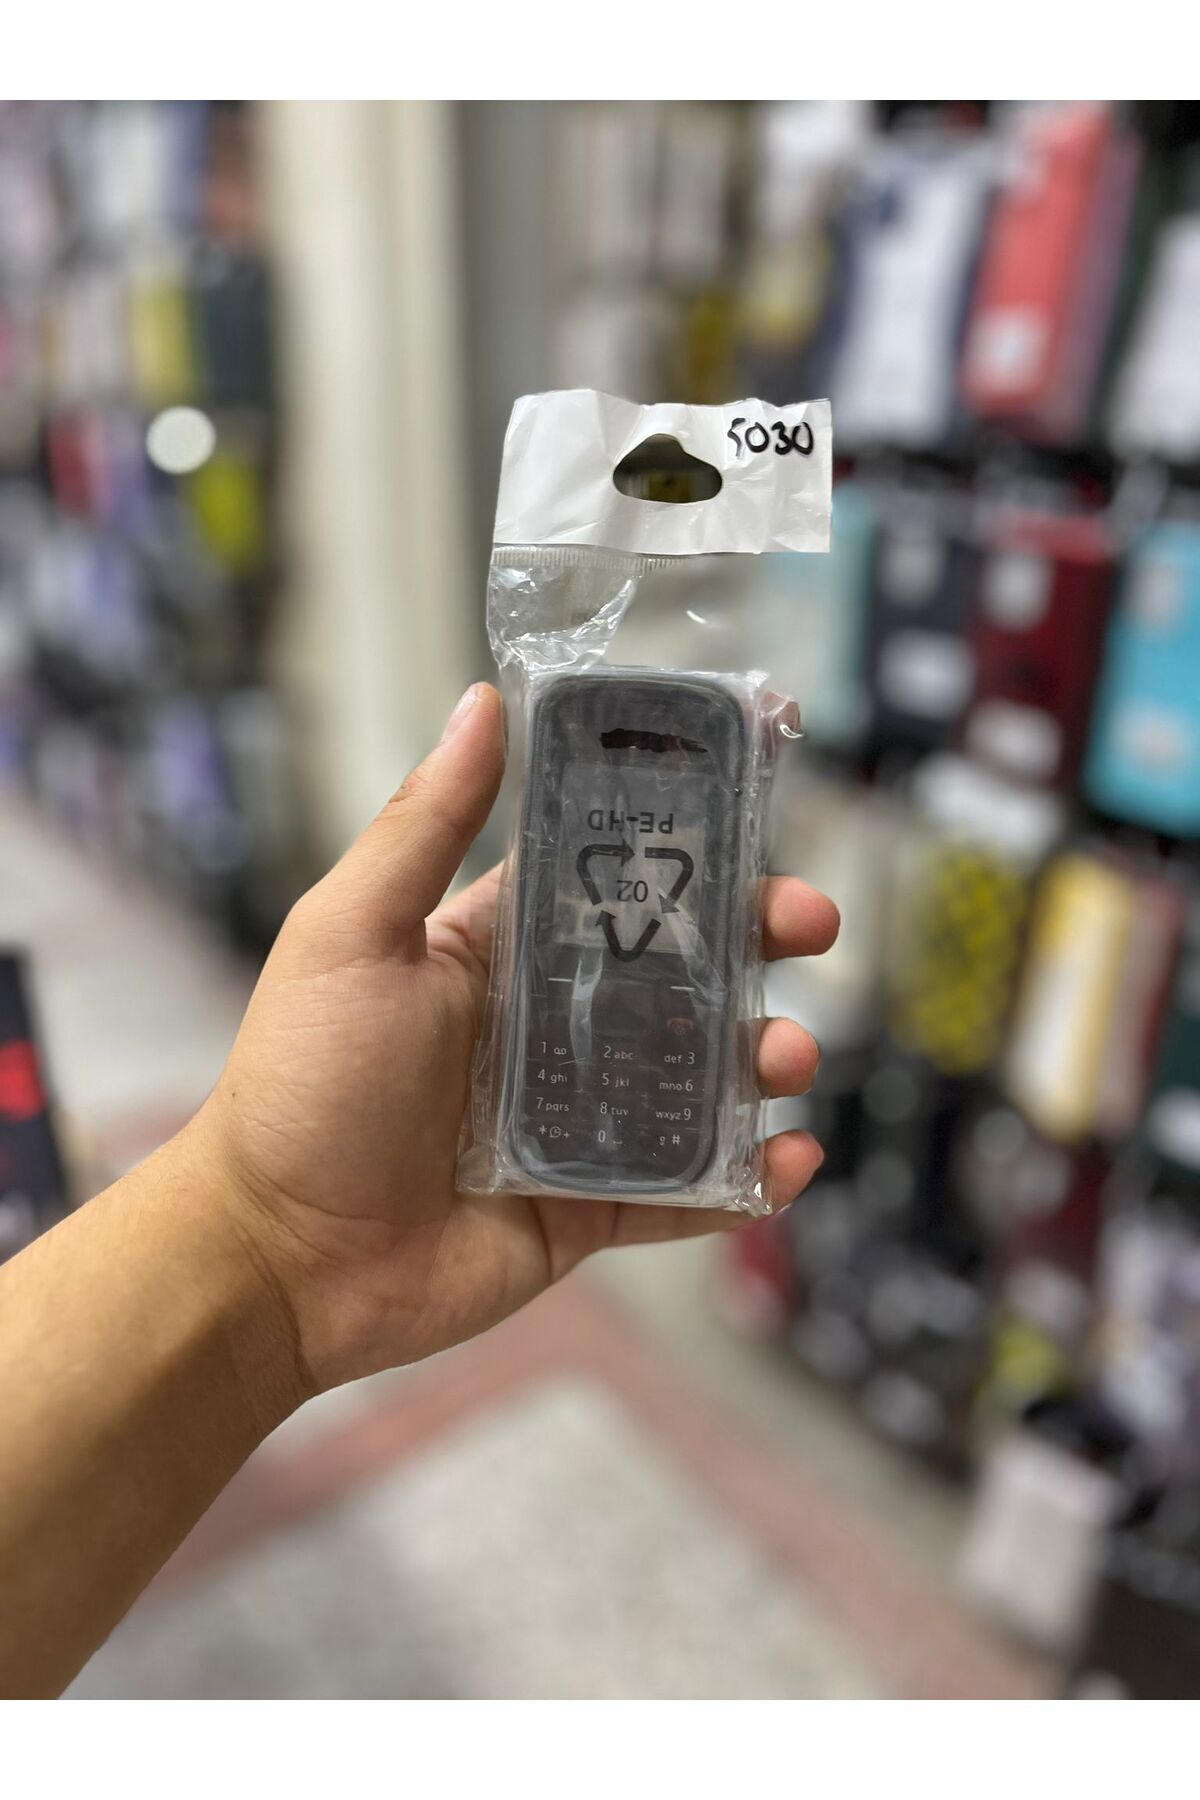 5030
PE-HD
02
1 ɷ 2 abc def 3
4 ghi 5 jkl mno 6
7 pqrs 8 tuv wxyz 9
* + 0 ⎵ #